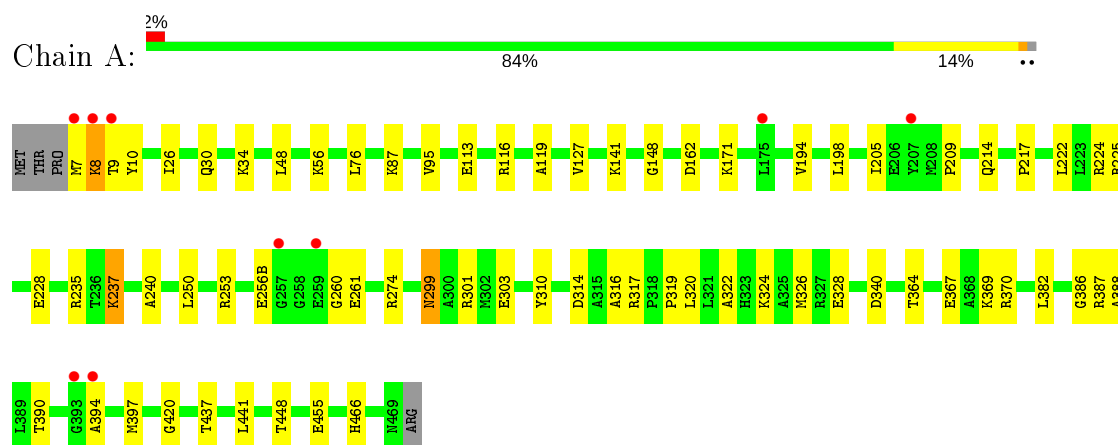 2%
Chain A:
84%
14%
MET THR PRO M7 K8 T9 Y10 I26 Q30 K34 L48 K56 L76 K87 V95 E113 R116 A119 V127 K141 G148 D162 K171 L175 V194 L198 I205 E206 Y207 M208 P209 Q214 P217 L222 L223 R224 R225
E228 R235 T236 K237 A240 L250 R253 E256B G257 G258 E259 G260 E261 R274 N299 A300 R301 M302 E303 Y310 D314 A315 A316 R317 P318 P319 L320 L321 A322 H323 K324 A325 M326 R327 E328 D340 T364 E367 A368 K369 R370 L382 G386 R387 A388
L389 T390 G393 A394 M397 G420 T437 L441 T448 E455 H466 N469 ARG